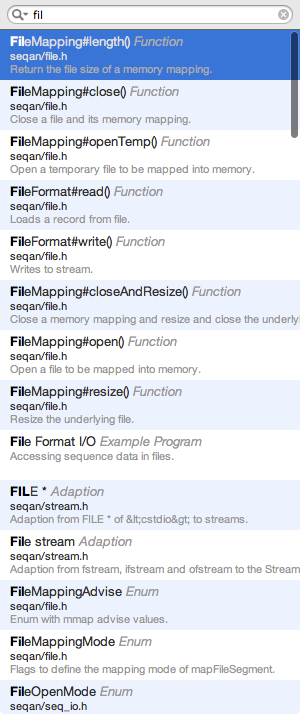 fil
FileMapping#length() Function
seqan/file.h
Return the file size of a memory mapping.
FileMapping#close() Function
seqan/file.h
Close a file and its memory mapping.
FileMapping#openTemp() Function
seqan/file.h
Open a temporary file to be mapped into memory.
FileFormat#read() Function
seqan/file.h
Loads a record from file.
FileFormat#write() Function
seqan/file.h
Writes to stream.
FileMapping#closeAndResize() Function
seqan/file.h
Close a memory mapping and resize and close the underly
FileMapping#open() Function
seqan/file.h
Open a file to be mapped into memory.
FileMapping#resize() Function
seqan/file.h
Resize the underlying file.
File Format I/O Example Program
Accessing sequence data in files.
FILE * Adaption
seqan/stream.h
Adaption from FILE * of &lt;cstdio&gt; to streams.
File stream Adaption
seqan/stream.h
Adaption from fstream, ifstream and ofstream to the Stream
FileMappingAdvise Enum
seqan/file.h
Enum with mmap advise values.
FileMappingMode Enum
seqan/file.h
Flags to define the mapping mode of mapFileSegment.
FileOpenMode Enum
seqan/seq_io.h